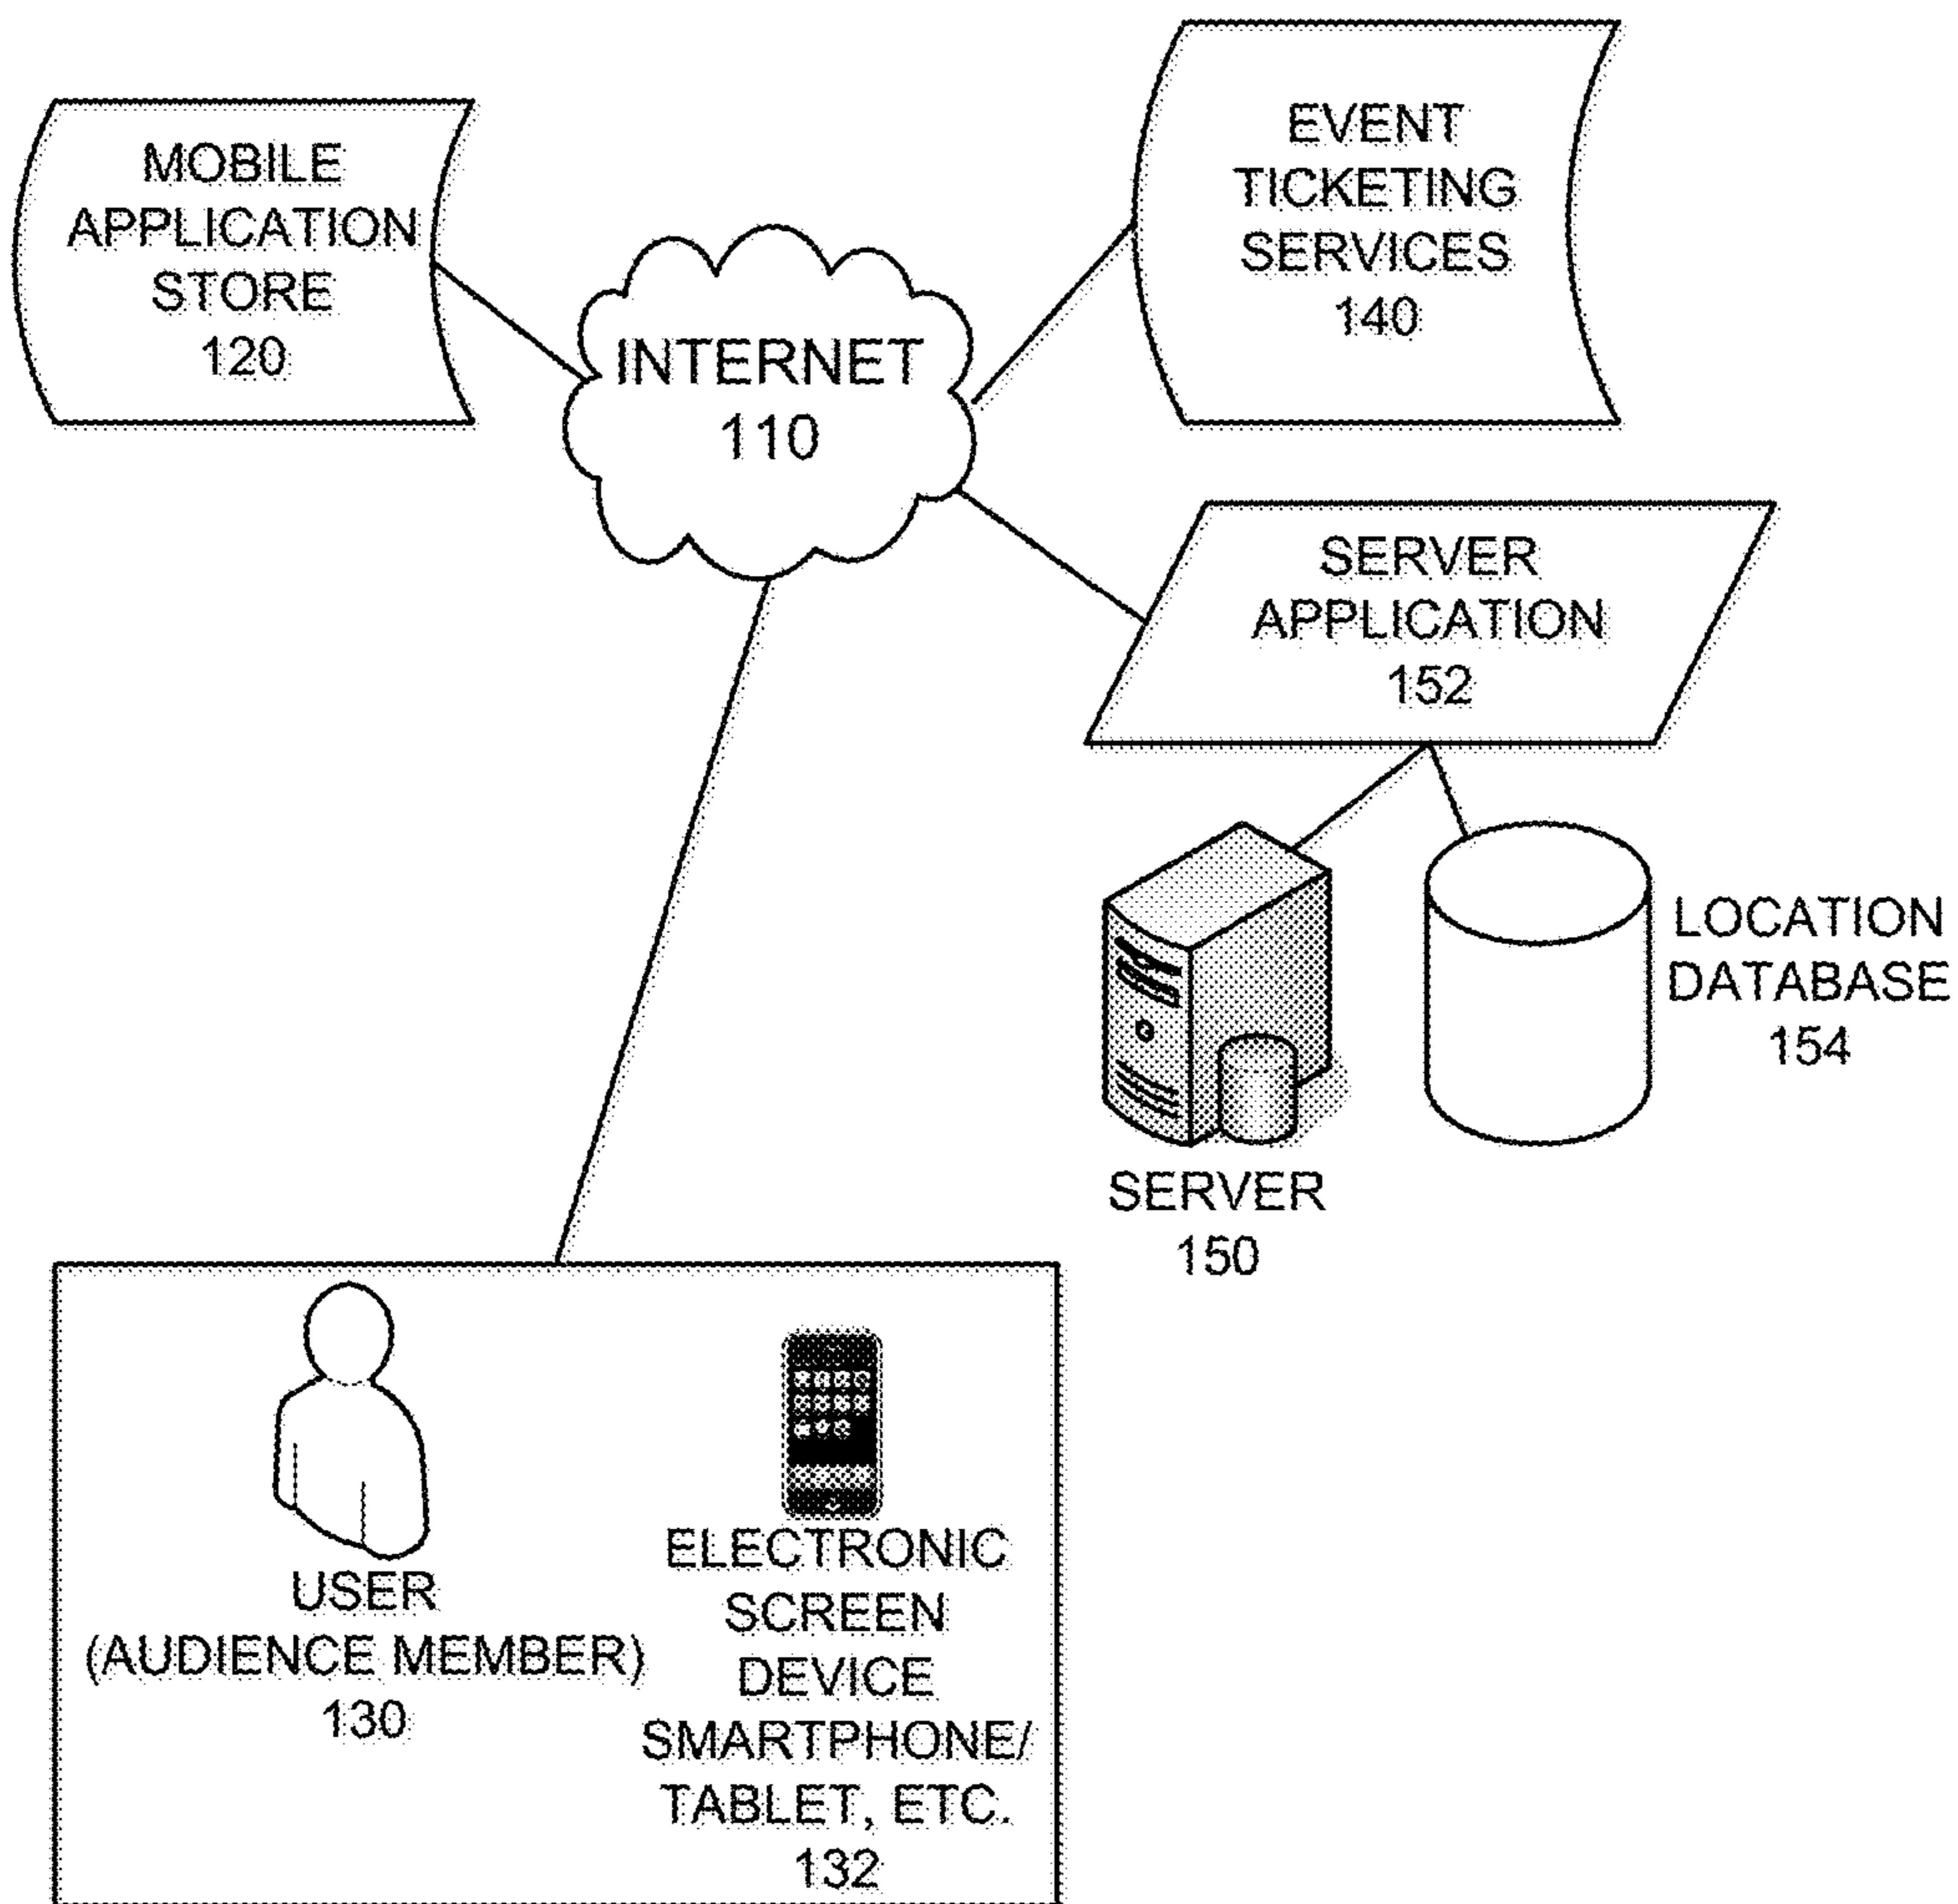 MOBILE
APPLICATION
STORE
120
EVENT
TICKETING
SERVICES
140
INTERNET
110
SERVER
APPLICATION
152
LOCATION
DATABASE
154
SERVER
150
USER
(AUDIENCE MEMBER)
130
ELECTRONIC
SCREEN
DEVICE
SMARTPHONE/
TABLET, ETC.
132